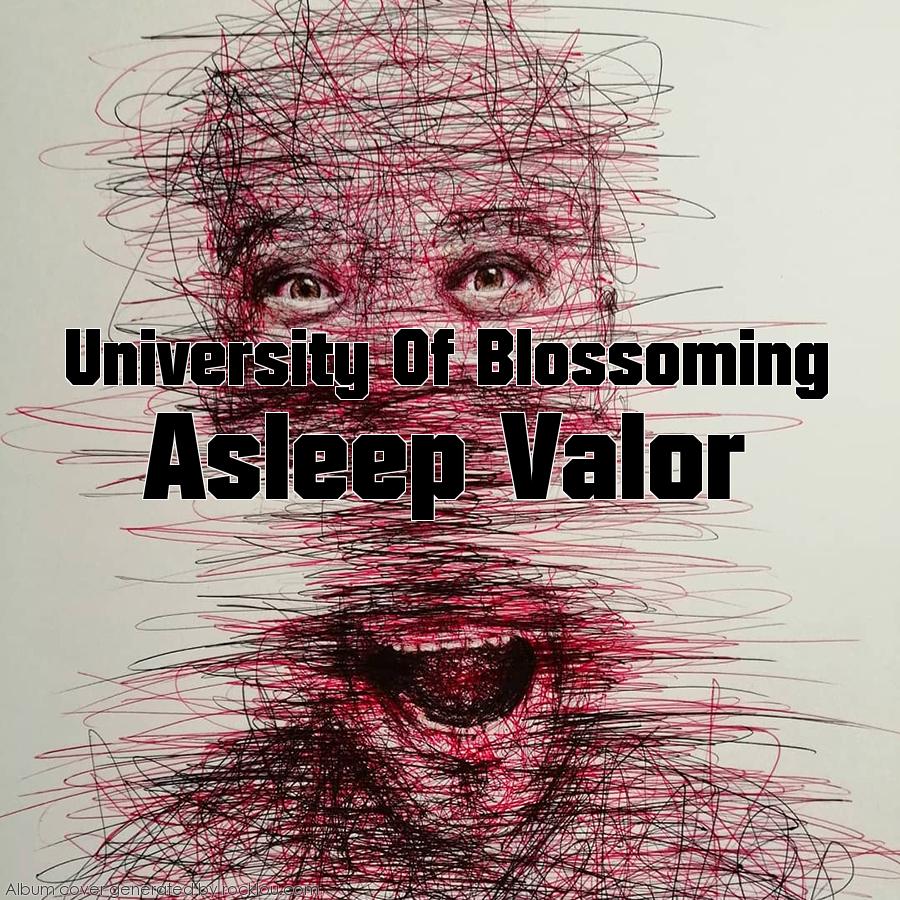 University Of Blossoming
Asleep Valor
Album cover generated by rocklou.com